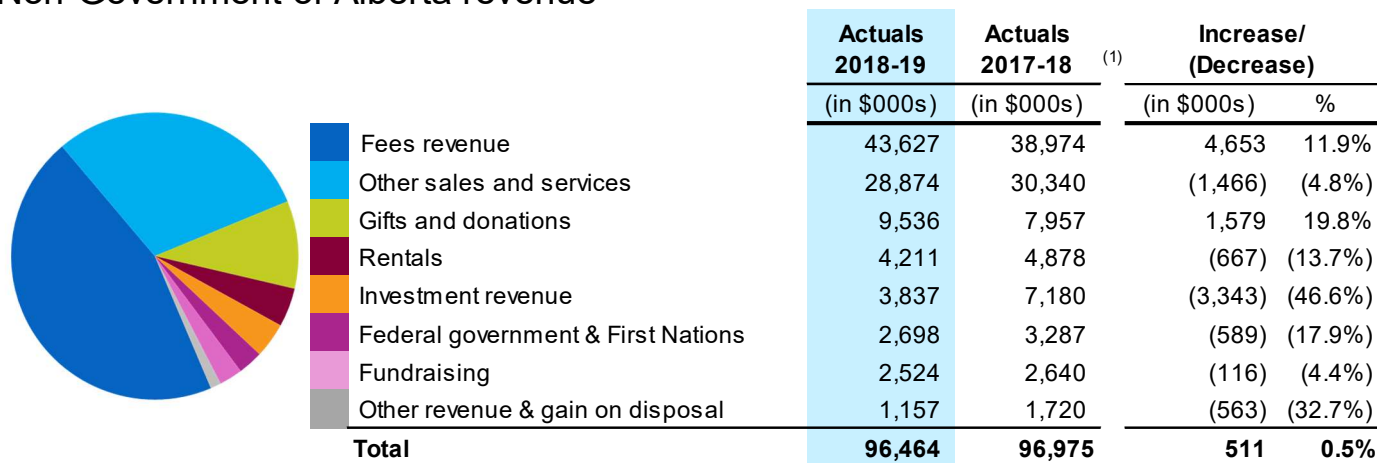 Non-Government of Alberta revenue
Actuals 2018-19 Actuals 2017-18 (1) Increase/ (Decrease)
(in $000s) (in $000s) (in $000s) %
Fees revenue 43,627 38,974 4,653 11.9%
Other sales and services 28,874 30,340 (1,466) (4.8%)
Gifts and donations 9,536 7,957 1,579 19.8%
Rentals 4,211 4,878 (667) (13.7%)
Investment revenue 3,837 7,180 (3,343) (46.6%)
Federal government & First Nations 2,698 3,287 (589) (17.9%)
Fundraising 2,524 2,640 (116) (4.4%)
Other revenue & gain on disposal 1,157 1,720 (563) (32.7%)
Total 96,464 96,975 511 0.5%